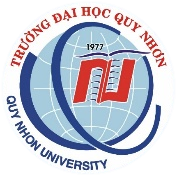 TRƯỜNG ĐẠI HỌC QUY NHƠN
1977
QUY NHON UNIVERSITY